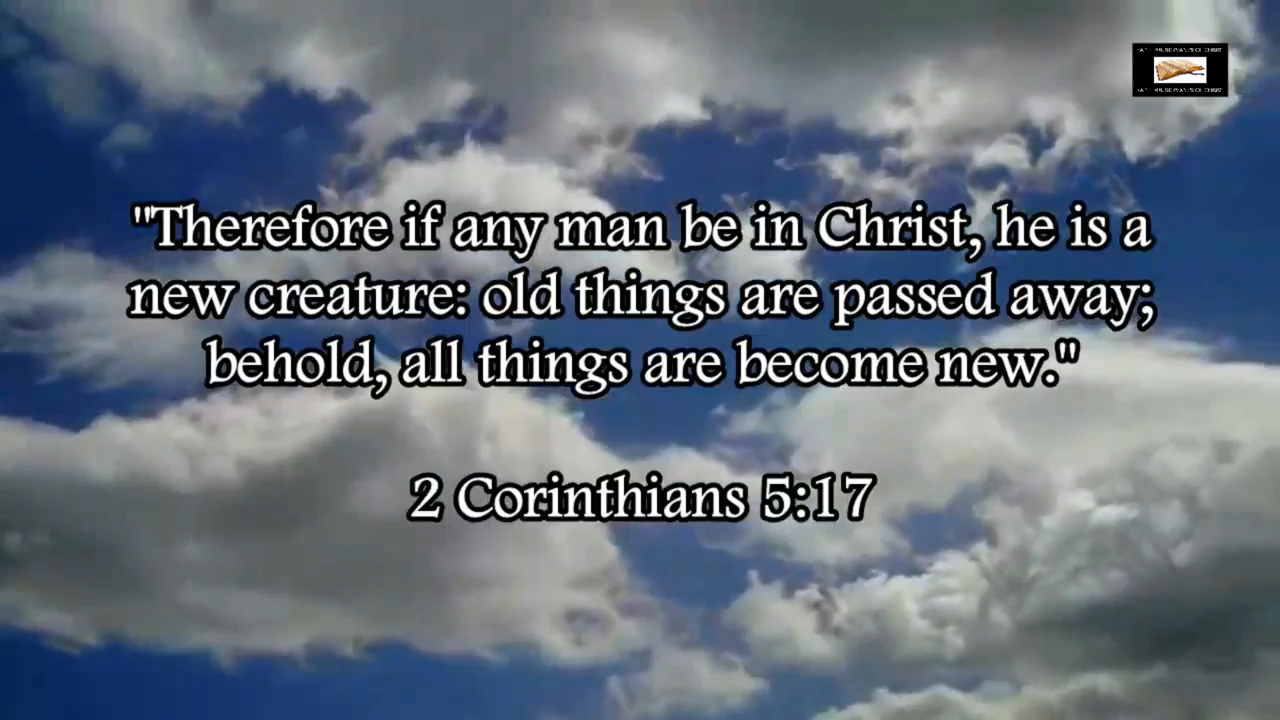 "Therefore if any man be in Christ, he is a
new creature: old things are passed away;
behold, all things are become new."
2 Corinthians 5:17